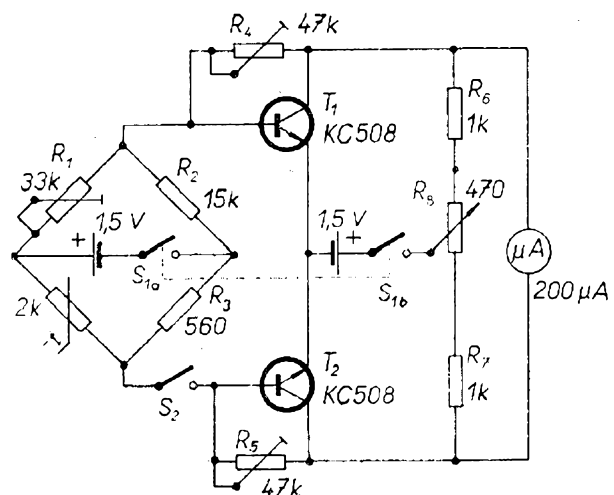 R4 47k
T1
KC508
R6
1k
R1
33k
R2
15k
R8
470
+ 1,5 V
S1a
1,5 V
+
S1b
μA
200 μA
2k
-t
R3
560
S2
T2
KC508
R7
1k
R5
47k